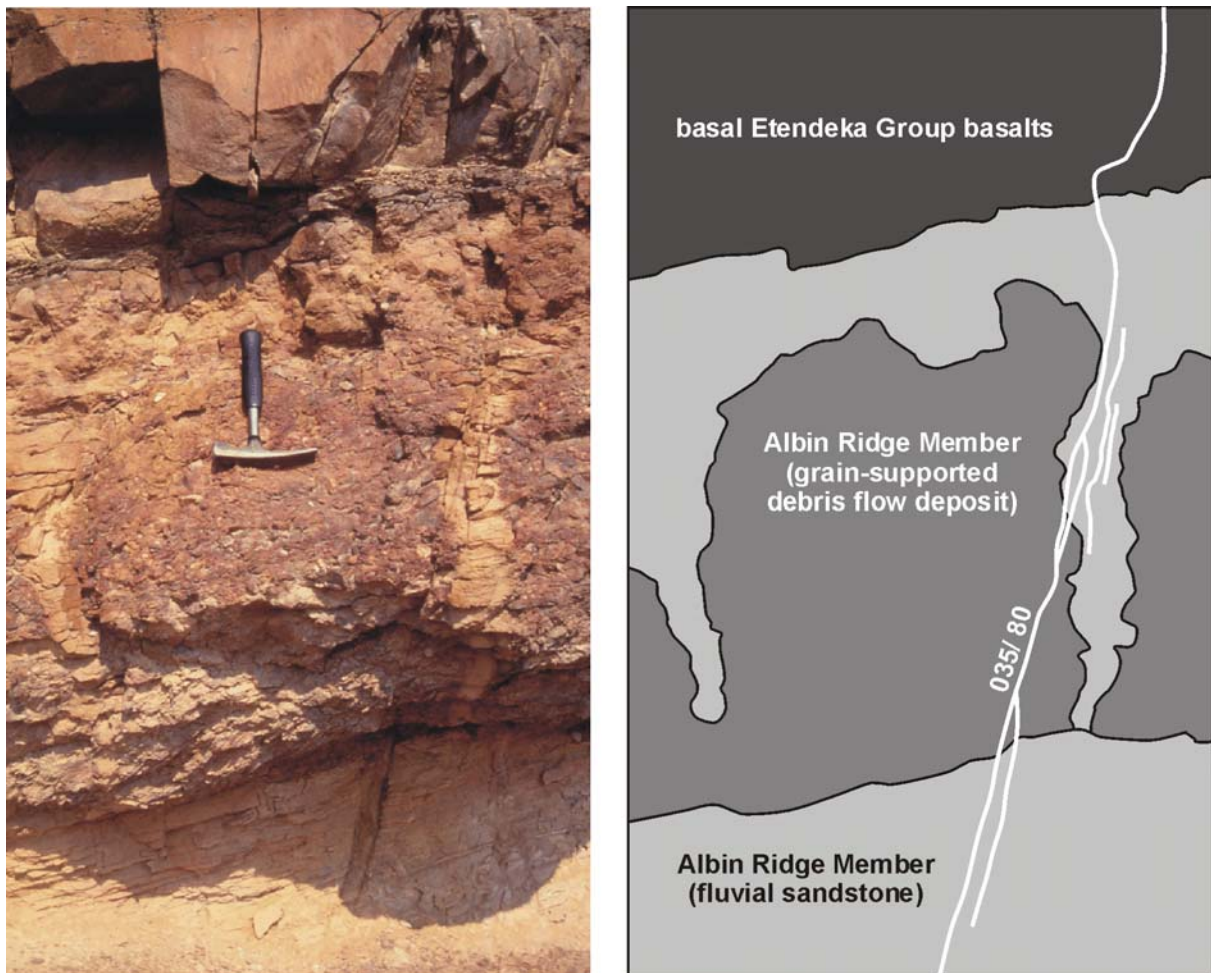 basal Etendeka Group basalts
Albin Ridge Member
(grain-supported
debris flow deposit)
035/ 80
Albin Ridge Member
(fluvial sandstone)